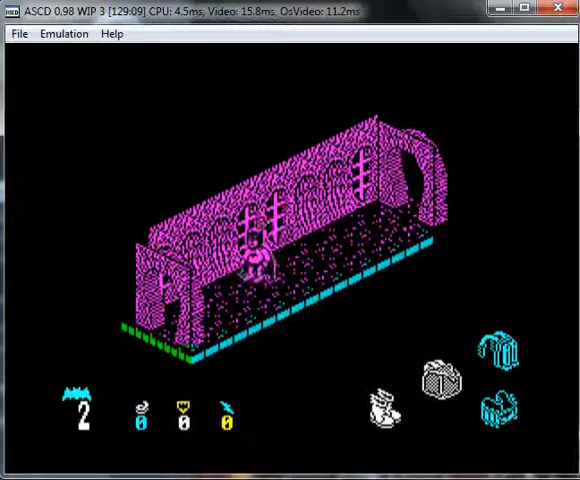 ASCD 0.98 WIP 3 [129:09] CPU: 4.5ms, Video: 15.8ms, OsVideo: 11.2ms
File Emulation Help
2 0 0 0